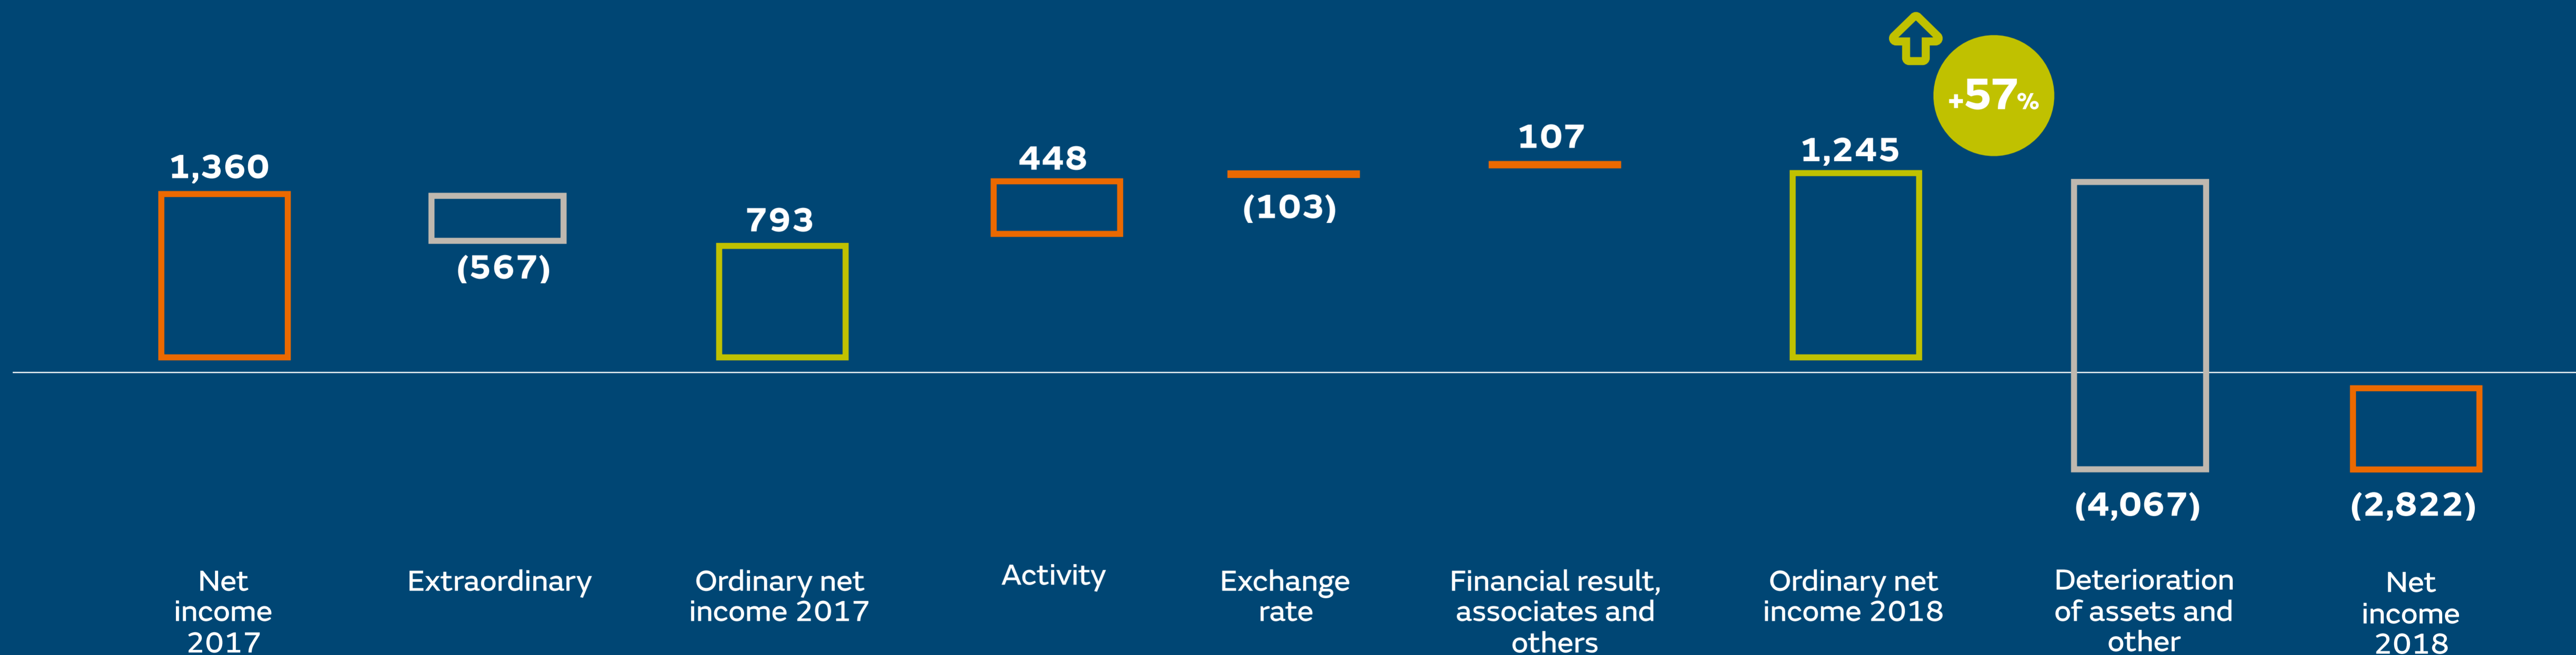 +57%
1,360
(567)
793
448
(103)
107
1,245
(4,067)
(2,822)
Net
income
2017
Extraordinary
Ordinary net
income 2017
Activity
Exchange
rate
Financial result,
associates and
others
Ordinary net
income 2018
Deterioration
of assets and
other
Net
income
2018